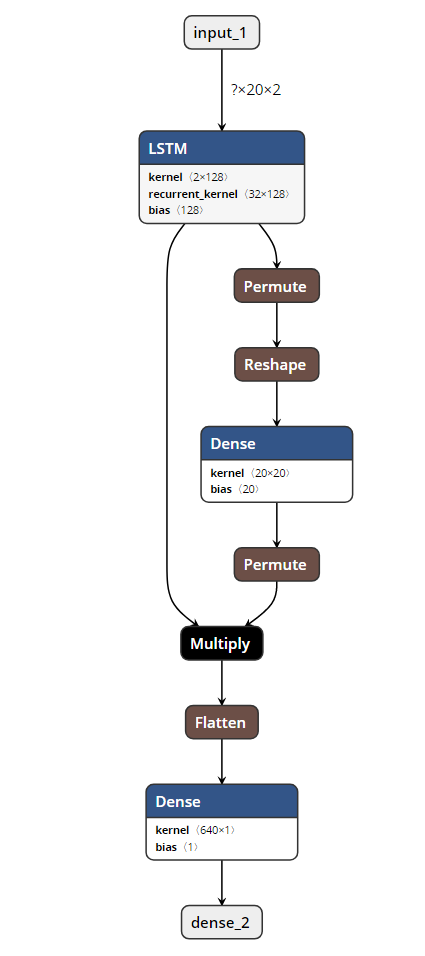 input_1
?×20×2
LSTM
kernel 〈2×128〉
recurrent_kernel 〈32×128〉
bias 〈128〉
Permute
Reshape
Dense
kernel 〈20×20〉
bias 〈20〉
Permute
Multiply
Flatten
Dense
kernel 〈640×1〉
bias 〈1〉
dense_2